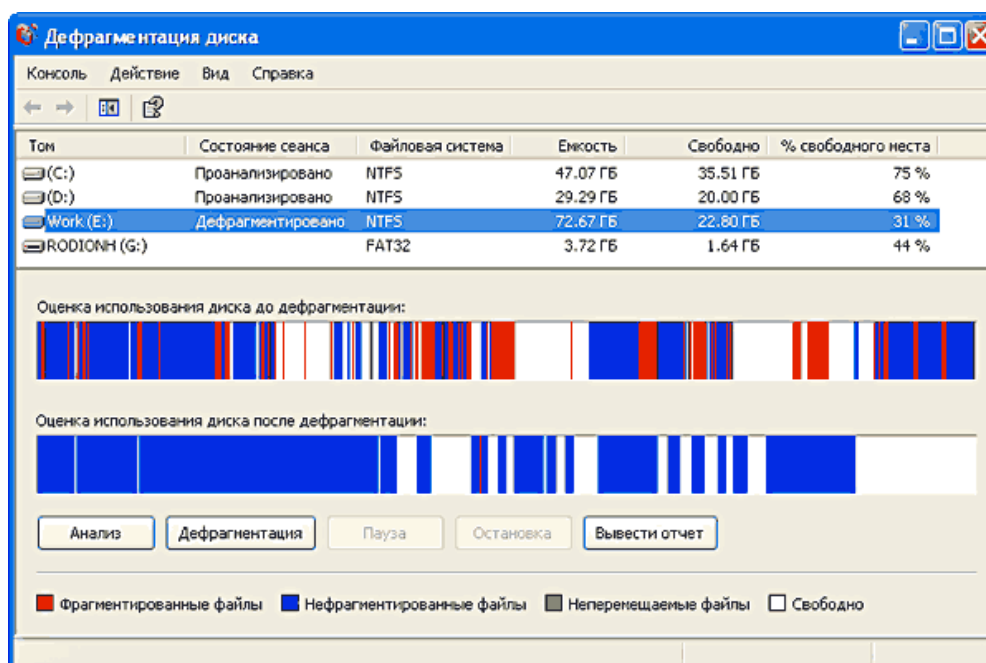 Дефрагментация диска
Консоль Действие Вид Справка
Том Состояние сеанса Файловая система Емкость Свободно % свободного места
(C:) Проанализировано NTFS 47.07 ГБ 35.51 ГБ 75 %
(D:) Проанализировано NTFS 29.29 ГБ 20.00 ГБ 68 %
Work (E:) Дефрагментировано NTFS 72.67 ГБ 22.80 ГБ 31 %
RODIONH (G:) FAT32 3.72 ГБ 1.64 ГБ 44 %
Оценка использования диска до дефрагментации:
Оценка использования диска после дефрагментации:
Анализ Дефрагментация Пауза Остановка Вывести отчет
Фрагментированные файлы Нефрагментированные файлы Неперемещаемые файлы Свободно